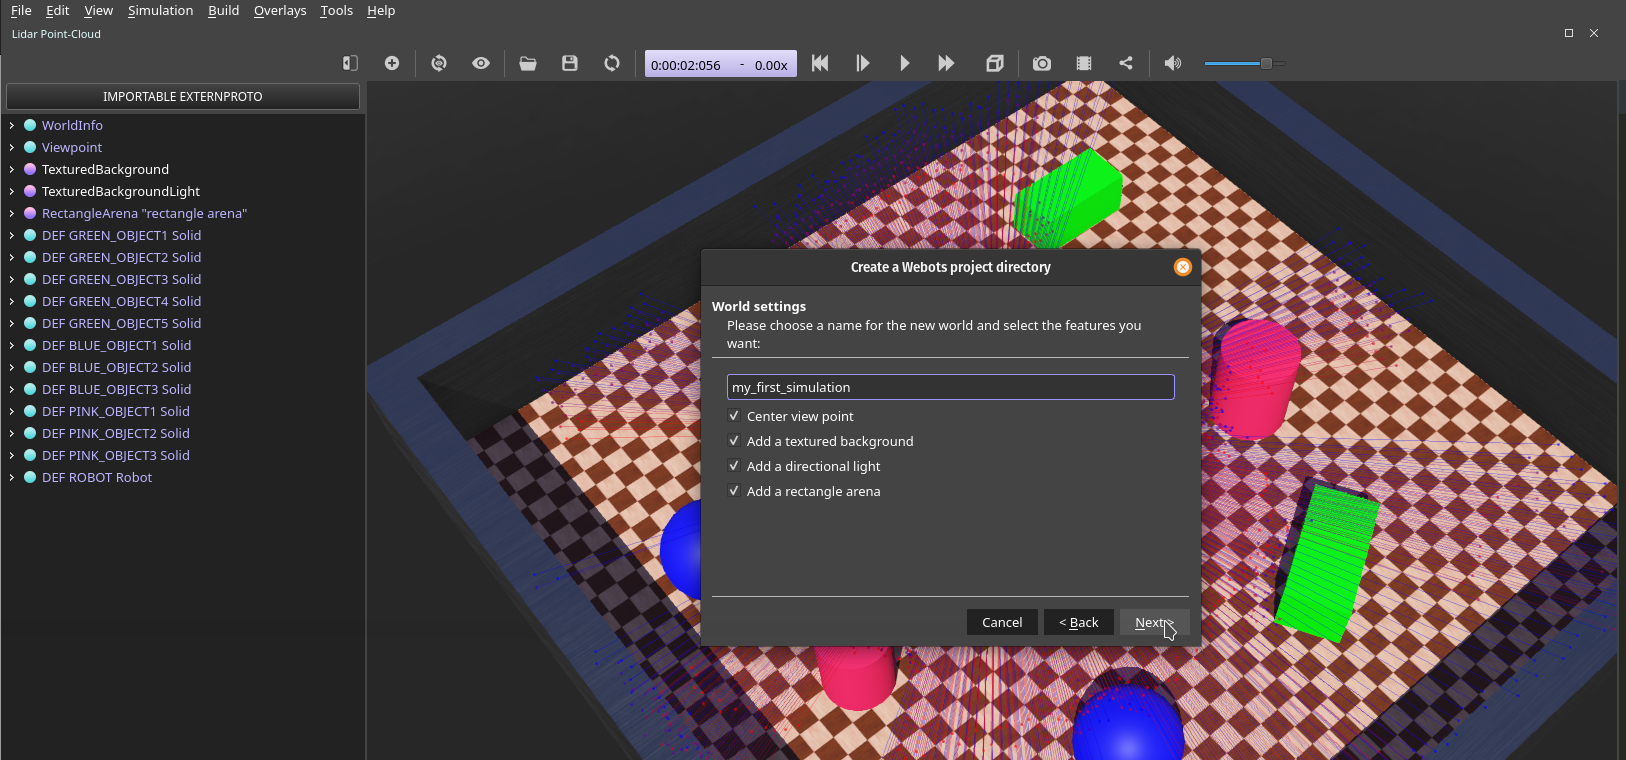 File Edit View Simulation Build Overlays Tools Help
Lidar Point-Cloud
0:00:02:056 - 0.00x
IMPORTABLE EXTERNPROTO
WorldInfo
Viewpoint
TexturedBackground
TexturedBackgroundLight
RectangleArena "rectangle arena"
DEF GREEN_OBJECT1 Solid
DEF GREEN_OBJECT2 Solid
DEF GREEN_OBJECT3 Solid
DEF GREEN_OBJECT4 Solid
DEF GREEN_OBJECT5 Solid
DEF BLUE_OBJECT1 Solid
DEF BLUE_OBJECT2 Solid
DEF BLUE_OBJECT3 Solid
DEF PINK_OBJECT1 Solid
DEF PINK_OBJECT2 Solid
DEF PINK_OBJECT3 Solid
DEF ROBOT Robot
Create a Webots project directory
World settings
Please choose a name for the new world and select the features you
want:
my_first_simulation
Center view point
Add a textured background
Add a directional light
Add a rectangle arena
Cancel < Back Next >